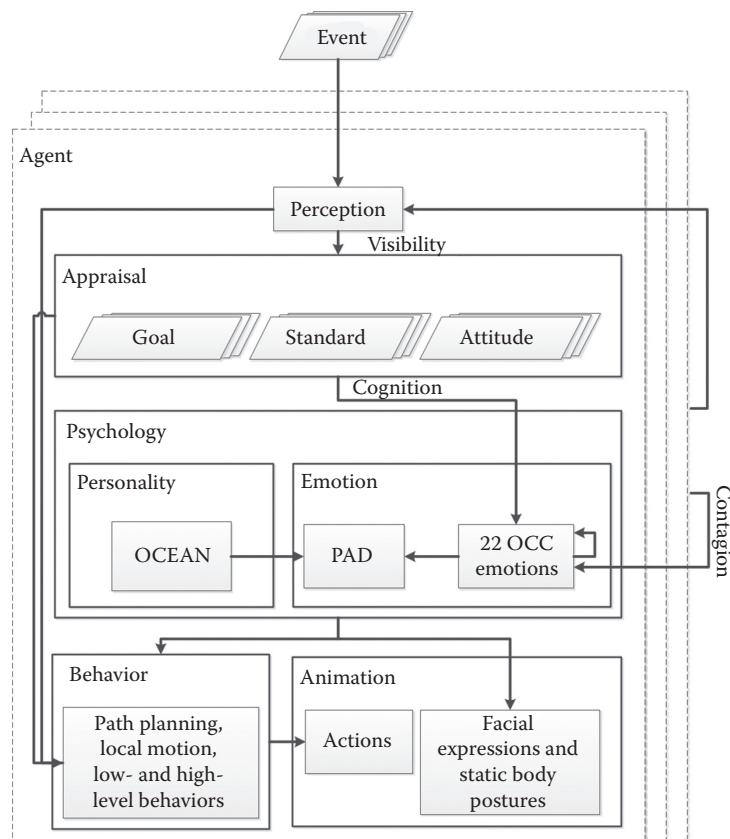 Event
Agent
Perception
Visibility
Appraisal
Goal
Standard
Attitude
Cognition
Psychology
Personality
Emotion
OCEAN
PAD
22 OCC
emotions
Contagion
Behavior
Animation
Path planning,
local motion,
low- and high-
level behaviors
Actions
Facial
expressions and
static body
postures